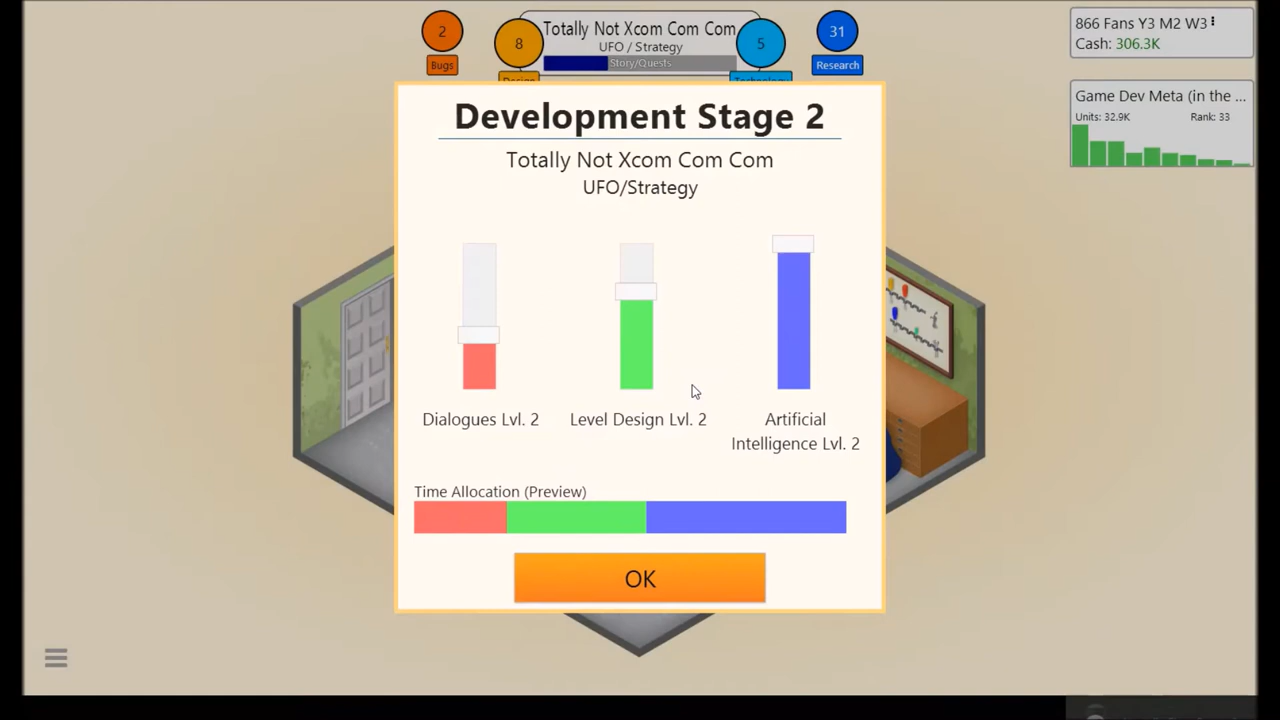 2
8
Totally Not Xcom Com Com
UFO / Strategy
Story/Quests
5
31
Bugs
Design
Technology
Research
866 Fans Y3 M2 W3
Cash: 306.3K
Game Dev Meta (in the ...
Units: 32.9K Rank: 33
Development Stage 2
Totally Not Xcom Com Com
UFO/Strategy
Dialogues Lvl. 2
Level Design Lvl. 2
Artificial
Intelligence Lvl. 2
Time Allocation (Preview)
OK